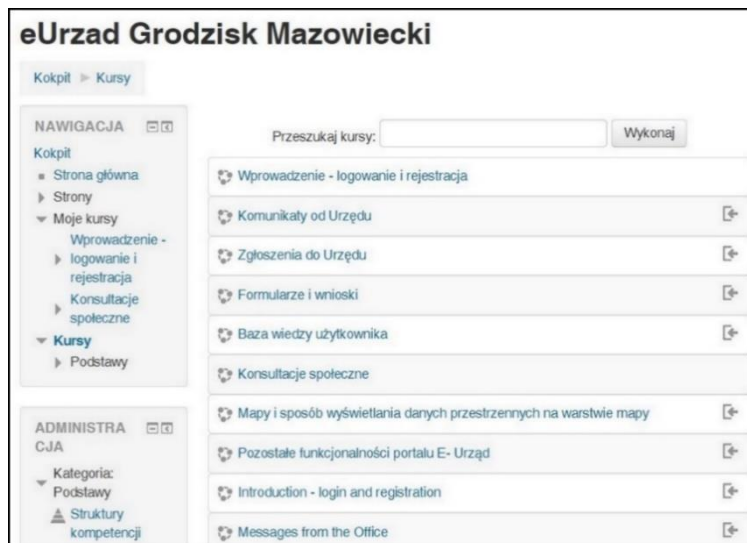 eUrzad Grodzisk Mazowiecki
Kokpit Kursy
NAWIGACJA
Kokpit
Strona główna
Strony
Moje kursy
Wprowadzenie -
logowanie i
rejestracja
Konsultacje
społeczne
Kursy
Podstawy
ADMINISTRA
CJA
Kategoria:
Podstawy
Struktury
kompetencji
Przeszukaj kursy: Wykonaj
Wprowadzenie - logowanie i rejestracja
Komunikaty od Urzędu
Zgłoszenia do Urzędu
Formularze i wnioski
Baza wiedzy użytkownika
Konsultacje społeczne
Mapy i sposób wyświetlania danych przestrzennych na warstwie mapy
Pozostałe funkcjonalności portalu E- Urząd
Introduction - login and registration
Messages from the Office